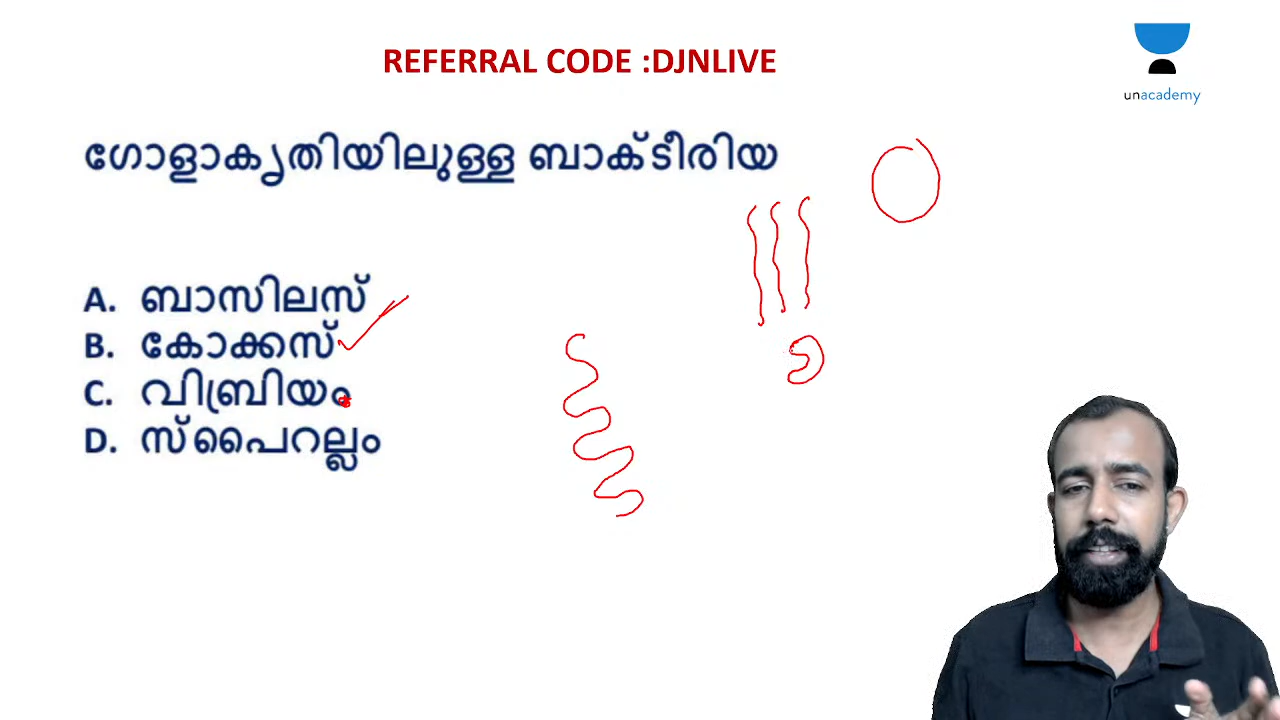 REFERRAL CODE :DJNLIVE
unacademy
ഗോളാകൃതിയിലുള്ള ബാക്ടീരിയ
A. ബാസിലസ്
B. കോക്കസ്
C. വിബ്രിയം
D. സ്പൈറല്ലം